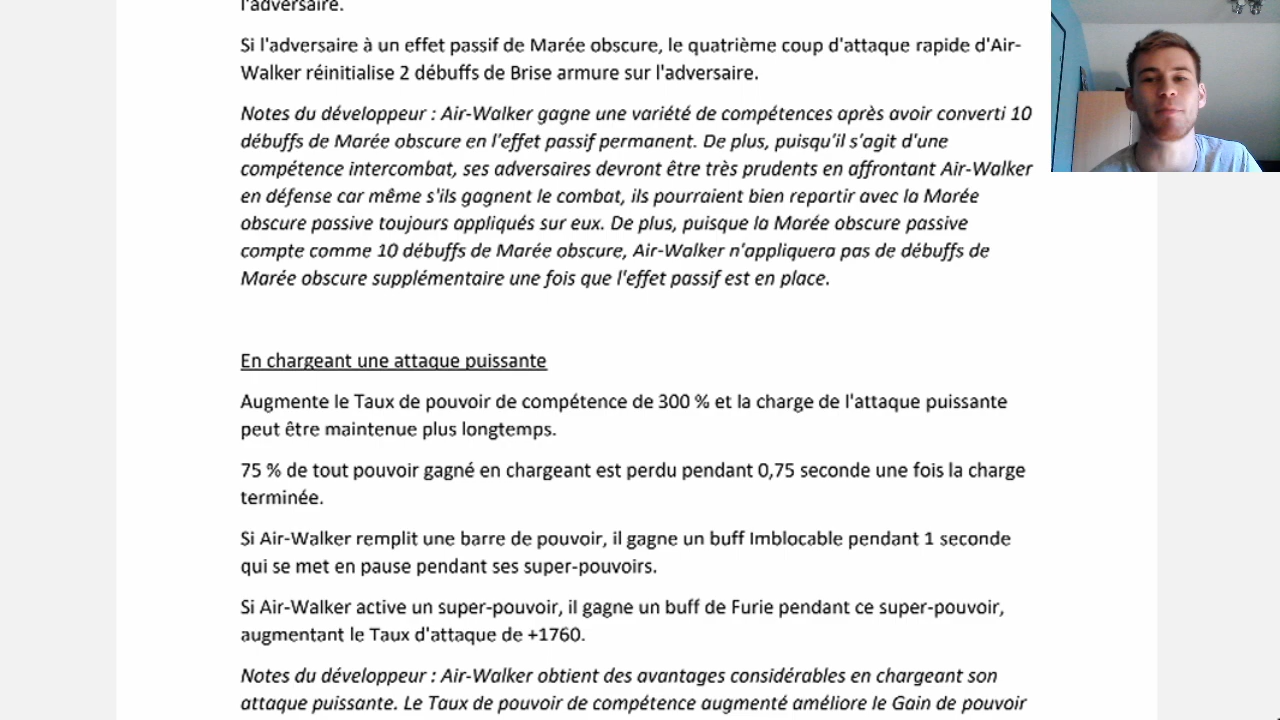 l'adversaire.
Si l'adversaire à un effet passif de Marée obscure, le quatrième coup d'attaque rapide d'Air-
Walker réinitialise 2 débuffs de Brise armure sur l'adversaire.
Notes du développeur : Air-Walker gagne une variété de compétences après avoir converti 10
débuffs de Marée obscure en l'effet passif permanent. De plus, puisqu'il s'agit d'une
compétence intercombat, ses adversaires devront être très prudents en affrontant Air-Walker
en défense car même s'ils gagnent le combat, ils pourraient bien repartir avec la Marée
obscure passive toujours appliqués sur eux. De plus, puisque la Marée obscure passive
compte comme 10 débuffs de Marée obscure, Air-Walker n'appliquera pas de débuffs de
Marée obscure supplémentaire une fois que l'effet passif est en place.
En chargeant une attaque puissante
Augmente le Taux de pouvoir de compétence de 300 % et la charge de l'attaque puissante
peut être maintenue plus longtemps.
75 % de tout pouvoir gagné en chargeant est perdu pendant 0,75 seconde une fois la charge
terminée.
Si Air-Walker remplit une barre de pouvoir, il gagne un buff Imblocable pendant 1 seconde
qui se met en pause pendant ses super-pouvoirs.
Si Air-Walker active un super-pouvoir, il gagne un buff de Furie pendant ce super-pouvoir,
augmentant le Taux d'attaque de +1760.
Notes du développeur : Air-Walker obtient des avantages considérables en chargeant son
attaque puissante. Le Taux de pouvoir de compétence augmenté améliore le Gain de pouvoir